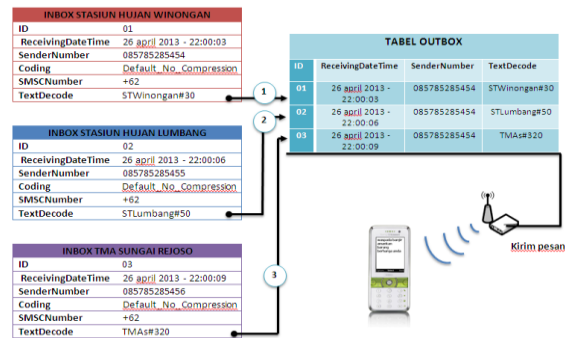 INBOX STASIUN HUJAN WINONGAN
ID 01
ReceivingDateTime 26 april 2013 - 22:00:03
SenderNumber 085785285454
Coding Default_No_Compression
SMSCNumber +62
TextDecode STWinongan#30
INBOX STASIUN HUJAN LUMBANG
ID 02
ReceivingDateTime 26 april 2013 - 22:00:06
SenderNumber 085785285455
Coding Default_No_Compression
SMSCNumber +62
TextDecode STLumbang#50
INBOX TMA SUNGAI REJOSO
ID 03
ReceivingDateTime 26 april 2013 - 22:00:09
SenderNumber 085785285456
Coding Default_No_Compression
SMSCNumber +62
TextDecode TMAs#320
1
2
3
TABEL OUTBOX
ID ReceivingDateTime SenderNumber TextDecode
01 26 april 2013 - 085785285454 STWinongan#30
22:00:03
02 26 april 2013 - 085785285454 STLumbang#50
22:00:06
03 26 april 2013 - 085785285454 TMAs#320
22:00:09
Kirim pesan